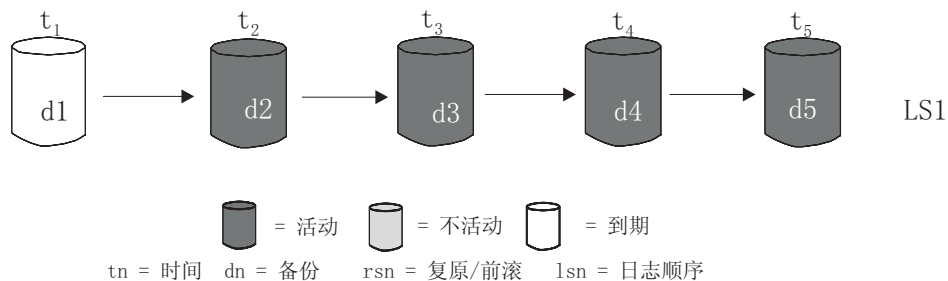 t₁ t₂ t₃ t₄ t₅
d1 d2 d3 d4 d5 LS1
= 活动 = 不活动 = 到期
tn = 时间 dn = 备份 rsn = 复原/前滚 lsn = 日志顺序